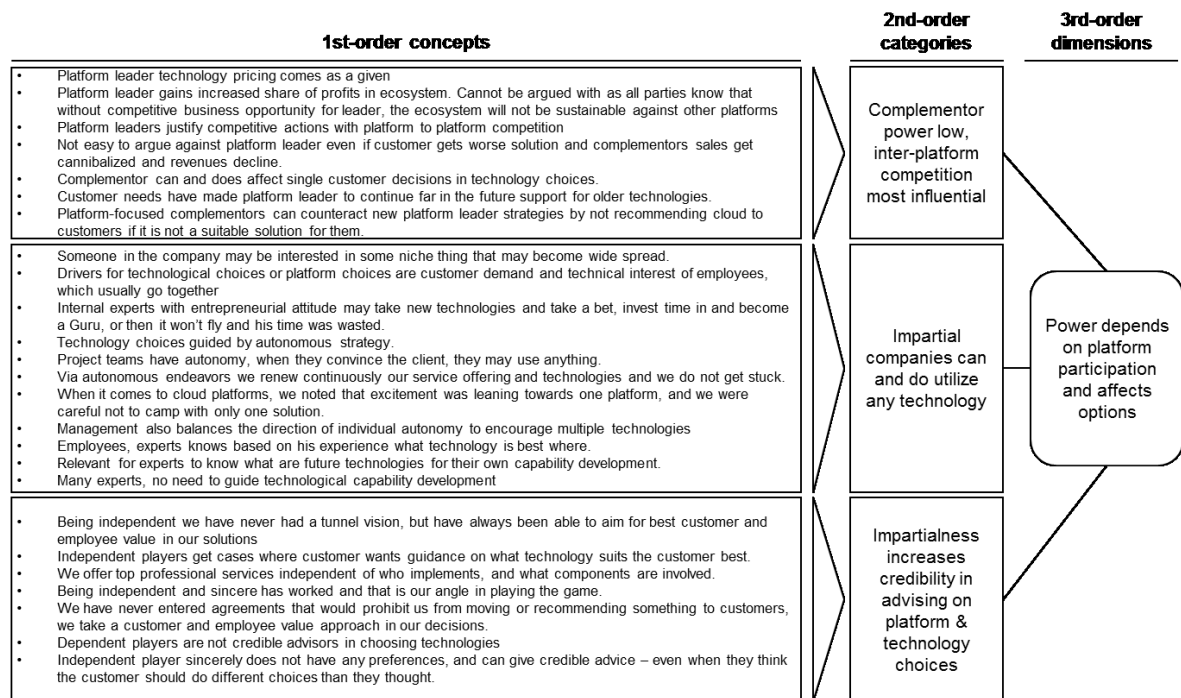 1st-order concepts
2nd-order
categories
3rd-order
dimensions
• Platform leader technology pricing comes as a given
• Platform leader gains increased share of profits in ecosystem. Cannot be argued with as all parties know that
without competitive business opportunity for leader, the ecosystem will not be sustainable against other platforms
• Platform leaders justify competitive actions with platform to platform competition
• Not easy to argue against platform leader even if customer gets worse solution and complementors sales get
cannibalized and revenues decline.
• Complementor can and does affect single customer decisions in technology choices.
• Customer needs have made platform leader to continue far in the future support for older technologies.
• Platform-focused complementors can counteract new platform leader strategies by not recommending cloud to
customers if it is not a suitable solution for them.
Complementor
power low,
inter-platform
competition
most influential
• Someone in the company may be interested in some niche thing that may become wide spread.
• Drivers for technological choices or platform choices are customer demand and technical interest of employees,
which usually go together
• Internal experts with entrepreneurial attitude may take new technologies and take a bet, invest time in and become
a Guru, or then it won't fly and his time was wasted.
• Technology choices guided by autonomous strategy.
• Project teams have autonomy, when they convince the client, they may use anything.
• Via autonomous endeavors we renew continuously our service offering and technologies and we do not get stuck.
• When it comes to cloud platforms, we noted that excitement was leaning towards one platform, and we were
careful not to camp with only one solution.
• Management also balances the direction of individual autonomy to encourage multiple technologies
• Employees, experts knows based on his experience what technology is best where.
• Relevant for experts to know what are future technologies for their own capability development.
• Many experts, no need to guide technological capability development
Impartial
companies can
and do utilize
any technology
Power depends
on platform
participation
and affects
options
• Being independent we have never had a tunnel vision, but have always been able to aim for best customer and
employee value in our solutions
• Independent players get cases where customer wants guidance on what technology suits the customer best.
• We offer top professional services independent of who implements, and what components are involved.
• Being independent and sincere has worked and that is our angle in playing the game.
• We have never entered agreements that would prohibit us from moving or recommending something to customers,
we take a customer and employee value approach in our decisions.
• Dependent players are not credible advisors in choosing technologies
• Independent player sincerely does not have any preferences, and can give credible advice – even when they think
the customer should do different choices than they thought.
Impartialness
increases
credibility in
advising on
platform &
technology
choices